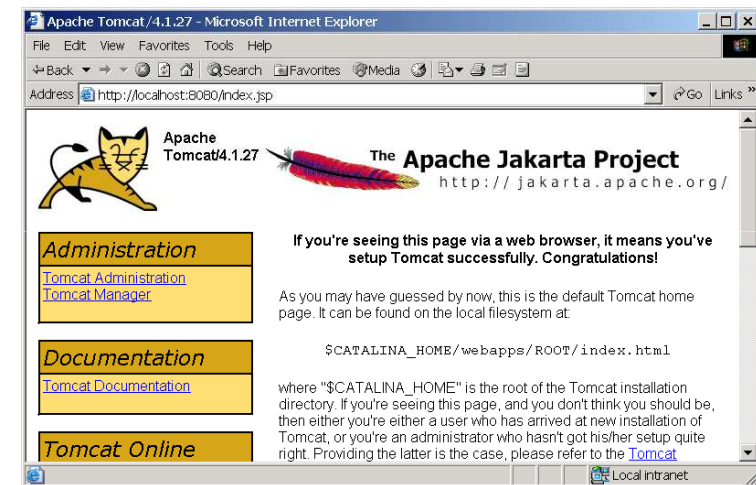 Apache Tomcat/4.1.27 - Microsoft Internet Explorer
File Edit View Favorites Tools Help
Back Search Favorites Media
Address http://localhost:8080/index.jsp Go Links »
Apache
Tomcat/4.1.27
The Apache Jakarta Project
http://jakarta.apache.org/
Administration
Tomcat Administration
Tomcat Manager
Documentation
Tomcat Documentation
Tomcat Online
If you're seeing this page via a web browser, it means you've
setup Tomcat successfully. Congratulations!
As you may have guessed by now, this is the default Tomcat home
page. It can be found on the local filesystem at:
$CATALINA_HOME/webapps/ROOT/index.html
where "$CATALINA_HOME" is the root of the Tomcat installation
directory. If you're seeing this page, and you don't think you should be,
then either you're either a user who has arrived at new installation of
Tomcat, or you're an administrator who hasn't got his/her setup quite
right. Providing the latter is the case, please refer to the Tomcat
Local intranet